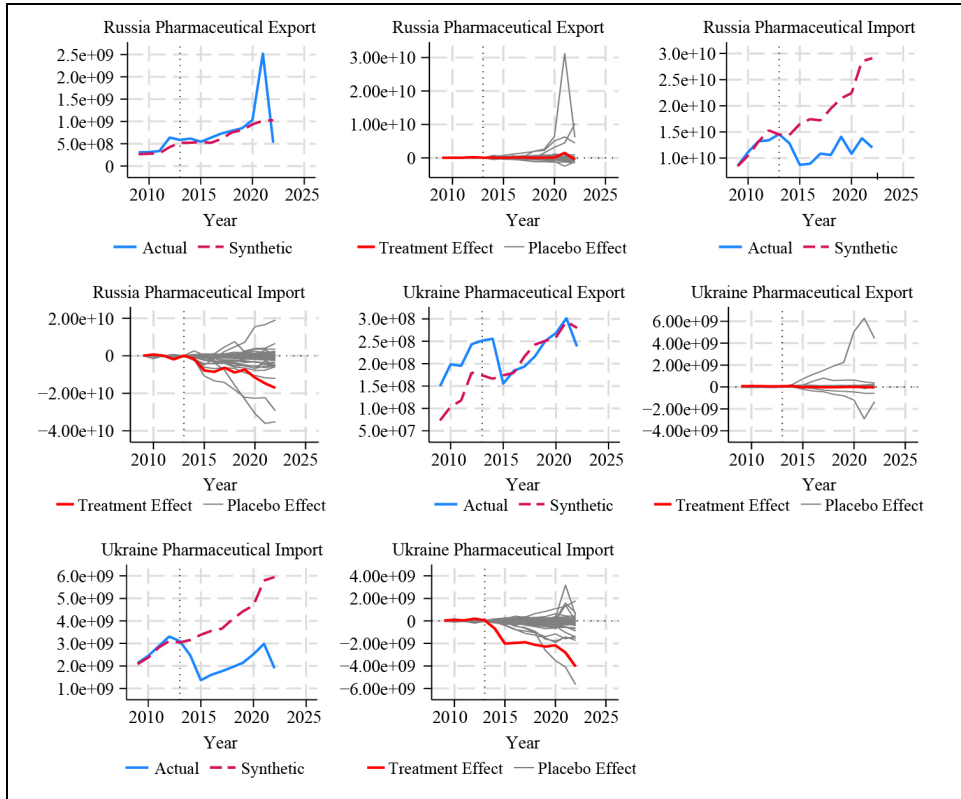 Russia Pharmaceutical Export
2.5e+09
2.0e+09
1.5e+09
1.0e+09
5.0e+08
0
2010 2015 2020 2025
Year
Actual Synthetic
Russia Pharmaceutical Export
3.00e+10
2.00e+10
1.00e+10
0
2010 2015 2020 2025
Year
Treatment Effect Placebo Effect
Russia Pharmaceutical Import
3.0e+10
2.5e+10
2.0e+10
1.5e+10
1.0e+10
2010 2015 2020 2025
Year
Actual Synthetic
Russia Pharmaceutical Import
2.00e+10
0
−2.00e+10
−4.00e+10
2010 2015 2020 2025
Year
Treatment Effect Placebo Effect
Ukraine Pharmaceutical Export
3.0e+08
2.5e+08
2.0e+08
1.5e+08
1.0e+08
5.0e+07
2010 2015 2020 2025
Year
Actual Synthetic
Ukraine Pharmaceutical Export
6.00e+09
4.00e+09
2.00e+09
0
−2.00e+09
−4.00e+09
2010 2015 2020 2025
Year
Treatment Effect Placebo Effect
Ukraine Pharmaceutical Import
6.0e+09
5.0e+09
4.0e+09
3.0e+09
2.0e+09
1.0e+09
2010 2015 2020 2025
Year
Actual Synthetic
Ukraine Pharmaceutical Import
4.00e+09
2.00e+09
0
−2.00e+09
−4.00e+09
−6.00e+09
2010 2015 2020 2025
Year
Treatment Effect Placebo Effect